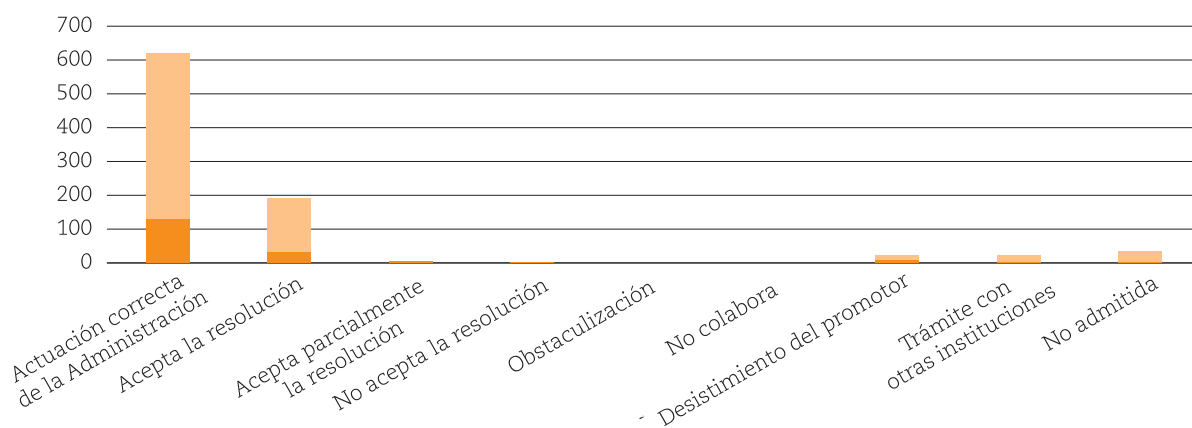 700
600
500
400
300
200
100
0
Actuación correcta
de la Administración
Acepta la resolución
Acepta parcialmente
la resolución
No acepta la resolución
Obstaculización
No colabora
Desistimiento del promotor
Trámite con
otras instituciones
No admitida